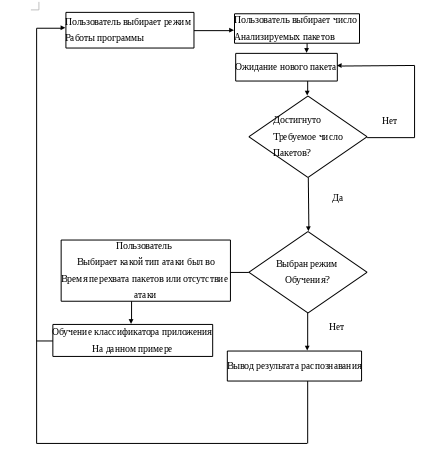 Пользователь выбирает режим
Работы программы
Пользователь выбирает число
Анализируемых пакетов
Ожидание нового пакета
Достигнуто
Требуемое число
Пакетов?
Нет
Да
Пользователь
Выбирает какой тип атаки был во
Время перехвата пакетов или отсутствие
атаки
Выбран режим
Обучения?
Обучение классификатора приложения
На данном примере
Нет
Вывод результата распознавания